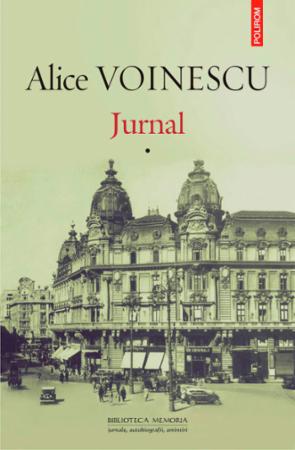 POLIROM
Alice VOINESCU
Jurnal
•
BIBLIOTECA MEMORIA
jurnale, autobiografii, amintiri